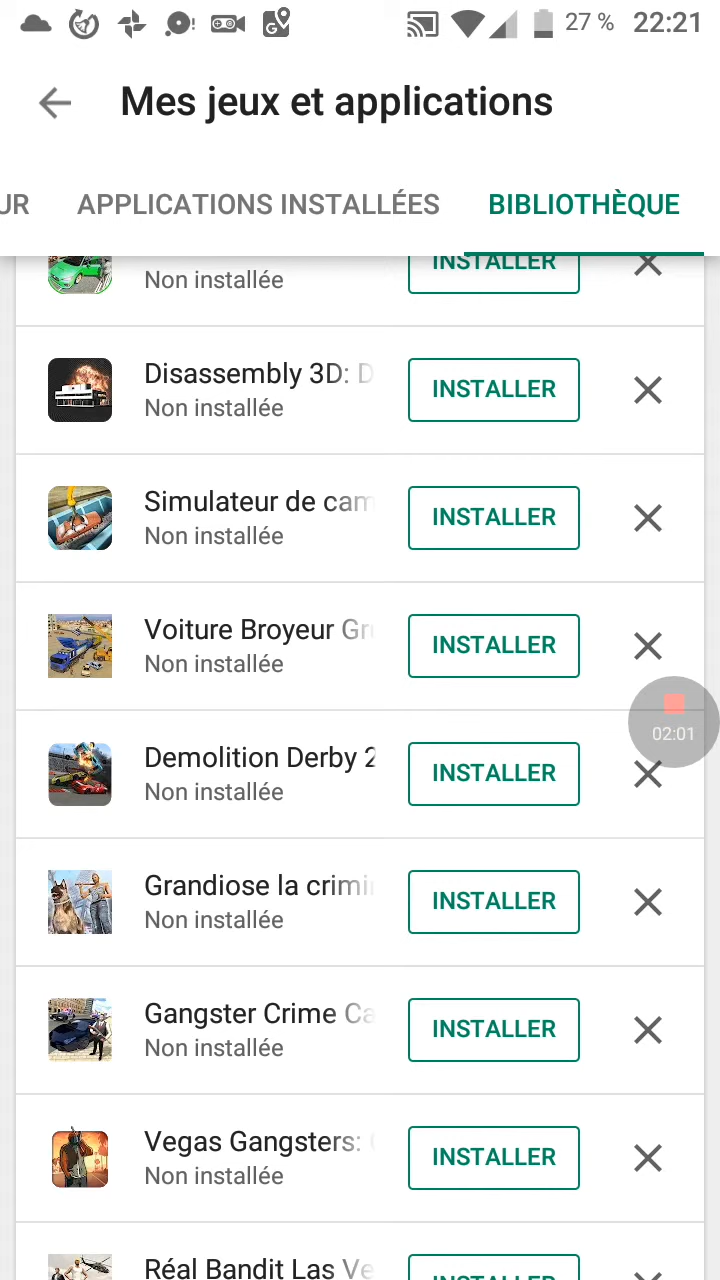 27 % 22:21
Mes jeux et applications
UR APPLICATIONS INSTALLÉES BIBLIOTHÈQUE
INSTALLER
Non installée
Disassembly 3D: D
Non installée
INSTALLER
Simulateur de cam
Non installée
INSTALLER
Voiture Broyeur Gr
Non installée
INSTALLER
02:01
Demolition Derby 2
Non installée
INSTALLER
Grandiose la crimi
Non installée
INSTALLER
Gangster Crime Ca
Non installée
INSTALLER
Vegas Gangsters:
Non installée
INSTALLER
Réal Bandit Las Ve
INSTALLER